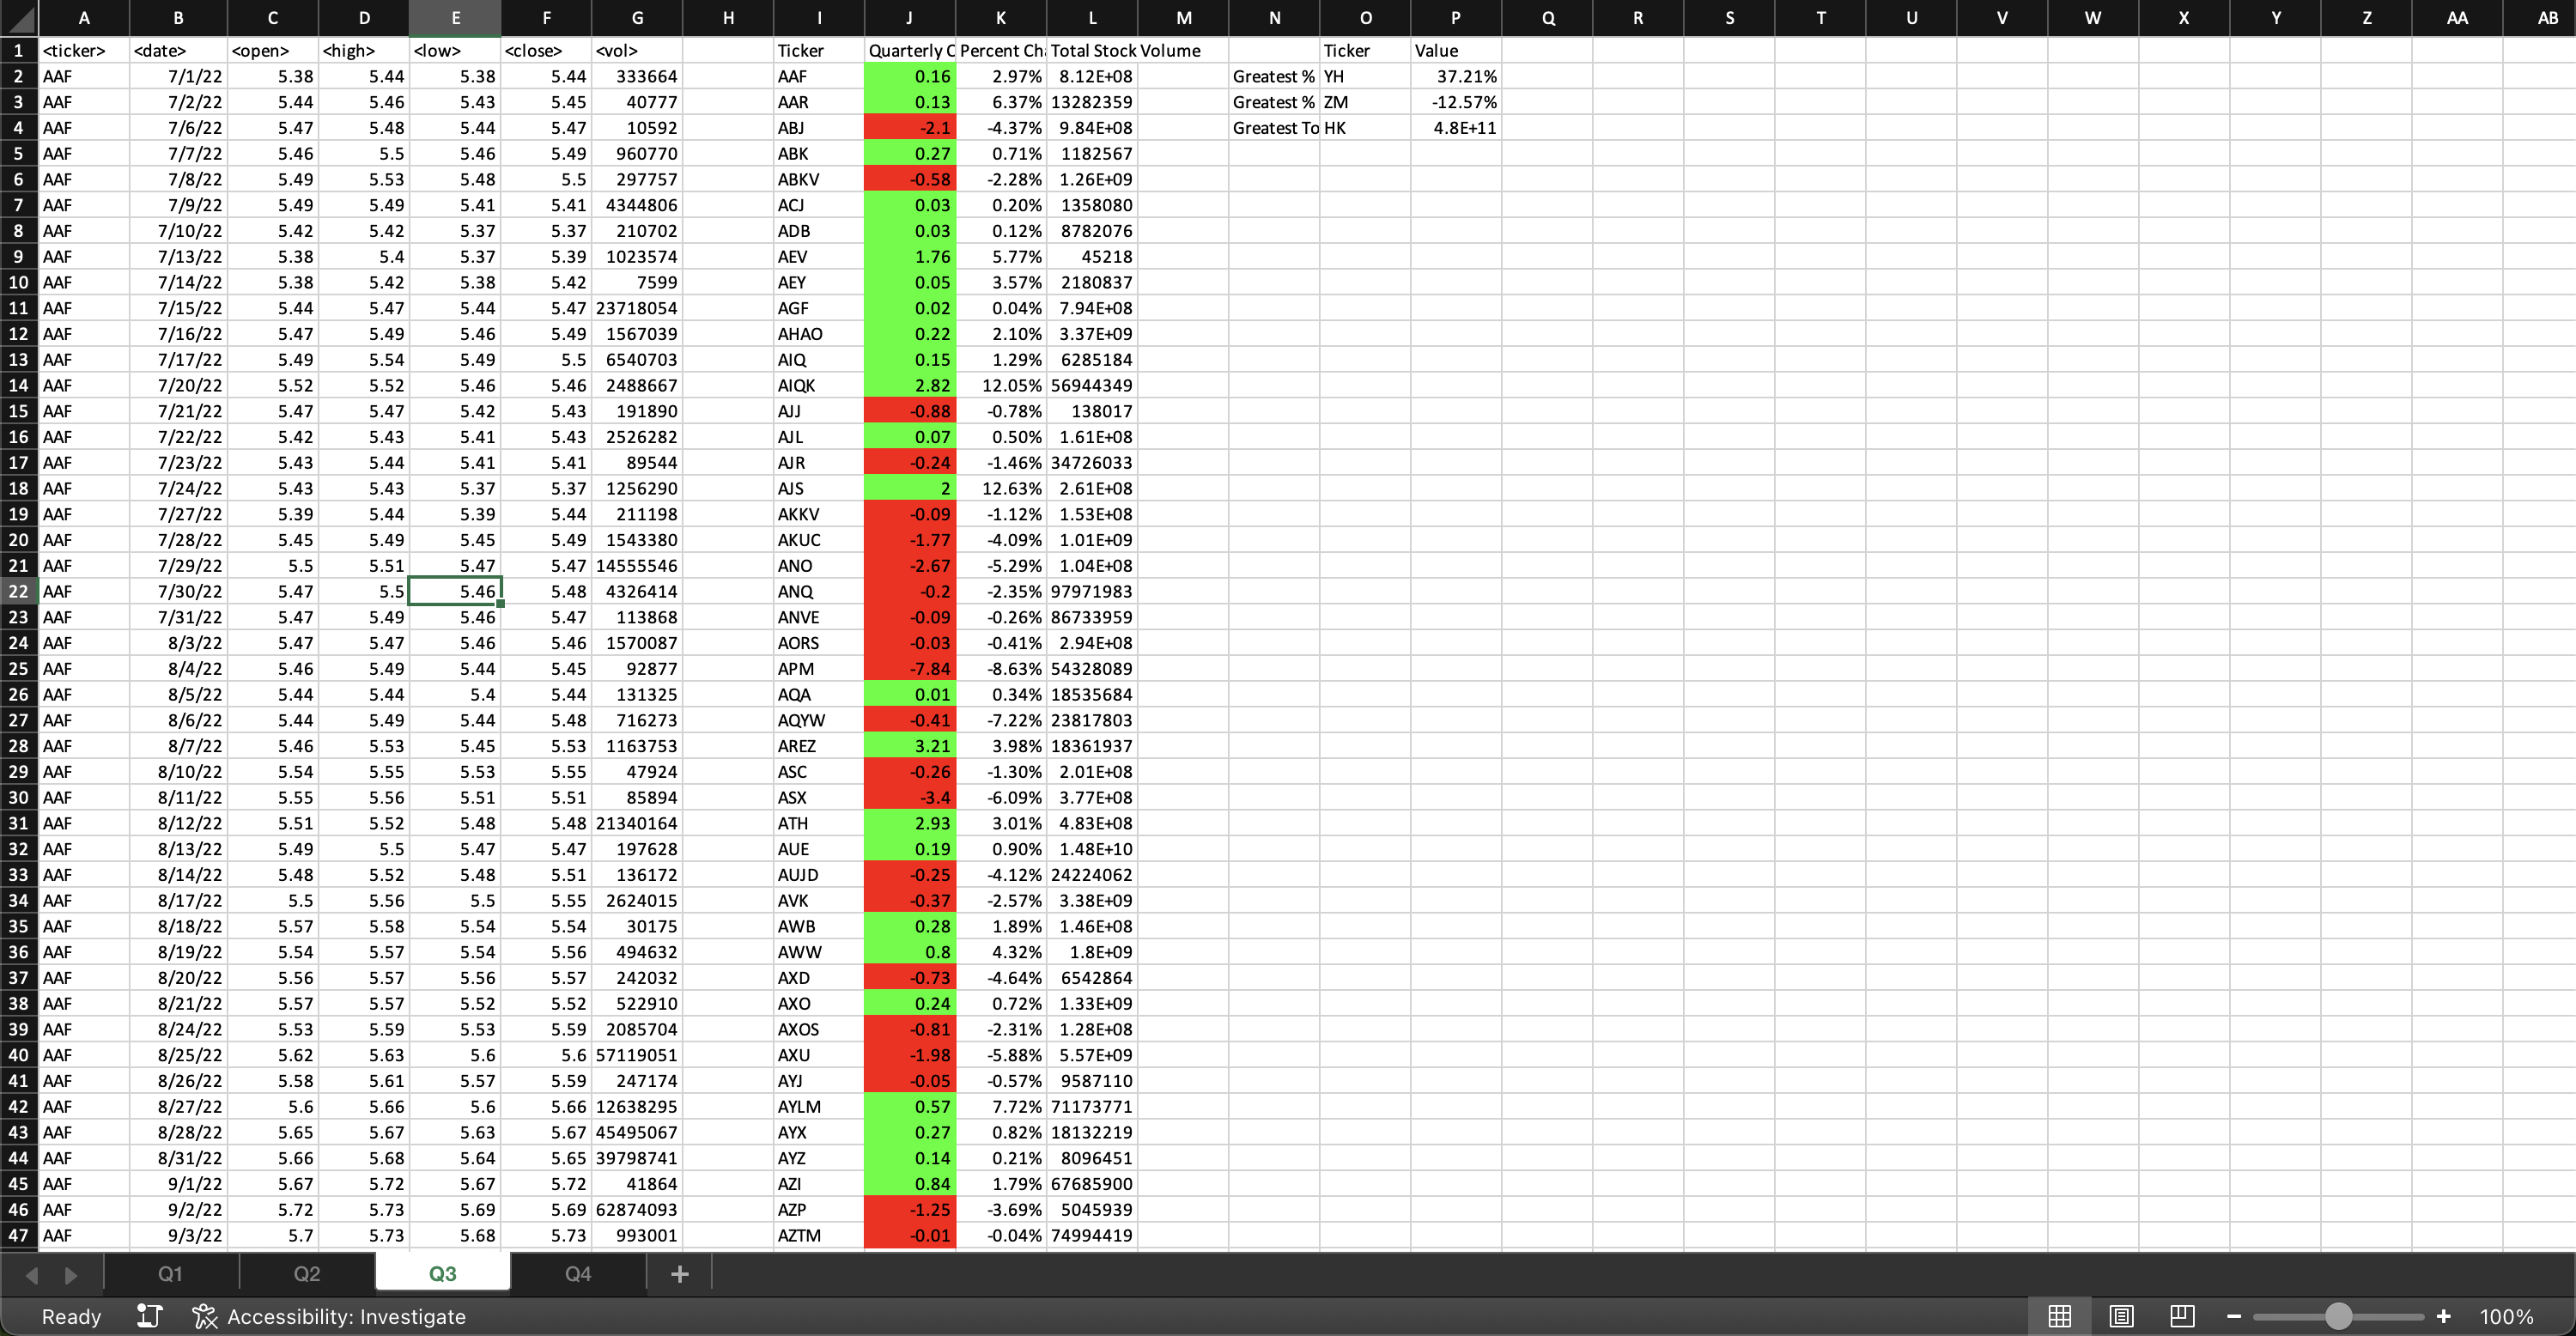 A B C D E F G H I J K L M N O P Q R S T U V W X Y Z AA AB
1 <ticker> <date> <open> <high> <low> <close> <vol> Ticker Quarterly C Percent Ch Total Stock Volume Ticker Value
2 AAF 7/1/22 5.38 5.44 5.38 5.44 333664 AAF 0.16 2.97% 8.12E+08 Greatest % YH 37.21%
3 AAF 7/2/22 5.44 5.46 5.43 5.45 40777 AAR 0.13 6.37% 13282359 Greatest % ZM -12.57%
4 AAF 7/6/22 5.47 5.48 5.44 5.47 10592 ABJ -2.1 -4.37% 9.84E+08 Greatest To HK 4.8E+11
5 AAF 7/7/22 5.46 5.5 5.46 5.49 960770 ABK 0.27 0.71% 1182567
6 AAF 7/8/22 5.49 5.53 5.48 5.5 297757 ABKV -0.58 -2.28% 1.26E+09
7 AAF 7/9/22 5.49 5.49 5.41 5.41 4344806 ACJ 0.03 0.20% 1358080
8 AAF 7/10/22 5.42 5.42 5.37 5.37 210702 ADB 0.03 0.12% 8782076
9 AAF 7/13/22 5.38 5.4 5.37 5.39 1023574 AEV 1.76 5.77% 45218
10 AAF 7/14/22 5.38 5.42 5.38 5.42 7599 AEY 0.05 3.57% 2180837
11 AAF 7/15/22 5.44 5.47 5.44 5.47 23718054 AGF 0.02 0.04% 7.94E+08
12 AAF 7/16/22 5.47 5.49 5.46 5.49 1567039 AHAO 0.22 2.10% 3.37E+09
13 AAF 7/17/22 5.49 5.54 5.49 5.5 6540703 AIQ 0.15 1.29% 6285184
14 AAF 7/20/22 5.52 5.52 5.46 5.46 2488667 AIQK 2.82 12.05% 56944349
15 AAF 7/21/22 5.47 5.47 5.42 5.43 191890 AJJ -0.88 -0.78% 138017
16 AAF 7/22/22 5.42 5.43 5.41 5.43 2526282 AJL 0.07 0.50% 1.61E+08
17 AAF 7/23/22 5.43 5.44 5.41 5.41 89544 AJR -0.24 -1.46% 34726033
18 AAF 7/24/22 5.43 5.43 5.37 5.37 1256290 AJS 2 12.63% 2.61E+08
19 AAF 7/27/22 5.39 5.44 5.39 5.44 211198 AKKV -0.09 -1.12% 1.53E+08
20 AAF 7/28/22 5.45 5.49 5.45 5.49 1543380 AKUC -1.77 -4.09% 1.01E+09
21 AAF 7/29/22 5.5 5.51 5.47 5.47 14555546 ANO -2.67 -5.29% 1.04E+08
22 AAF 7/30/22 5.47 5.5 5.46 5.48 4326414 ANQ -0.2 -2.35% 97971983
23 AAF 7/31/22 5.47 5.49 5.46 5.47 113868 ANVE -0.09 -0.26% 86733959
24 AAF 8/3/22 5.47 5.47 5.46 5.46 1570087 AORS -0.03 -0.41% 2.94E+08
25 AAF 8/4/22 5.46 5.49 5.44 5.45 92877 APM -7.84 -8.63% 54328089
26 AAF 8/5/22 5.44 5.44 5.4 5.44 131325 AQA 0.01 0.34% 18535684
27 AAF 8/6/22 5.44 5.49 5.44 5.48 716273 AQYW -0.41 -7.22% 23817803
28 AAF 8/7/22 5.46 5.53 5.45 5.53 1163753 AREZ 3.21 3.98% 18361937
29 AAF 8/10/22 5.54 5.55 5.53 5.55 47924 ASC -0.26 -1.30% 2.01E+08
30 AAF 8/11/22 5.55 5.56 5.51 5.51 85894 ASX -3.4 -6.09% 3.77E+08
31 AAF 8/12/22 5.51 5.52 5.48 5.48 21340164 ATH 2.93 3.01% 4.83E+08
32 AAF 8/13/22 5.49 5.5 5.47 5.47 197628 AUE 0.19 0.90% 1.48E+10
33 AAF 8/14/22 5.48 5.52 5.48 5.51 136172 AUJD -0.25 -4.12% 24224062
34 AAF 8/17/22 5.5 5.56 5.5 5.55 2624015 AVK -0.37 -2.57% 3.38E+09
35 AAF 8/18/22 5.57 5.58 5.54 5.54 30175 AWB 0.28 1.89% 1.46E+08
36 AAF 8/19/22 5.54 5.57 5.54 5.56 494632 AWW 0.8 4.32% 1.8E+09
37 AAF 8/20/22 5.56 5.57 5.56 5.57 242032 AXD -0.73 -4.64% 6542864
38 AAF 8/21/22 5.57 5.57 5.52 5.52 522910 AXO 0.24 0.72% 1.33E+09
39 AAF 8/24/22 5.53 5.59 5.53 5.59 2085704 AXOS -0.81 -2.31% 1.28E+08
40 AAF 8/25/22 5.62 5.63 5.6 5.6 57119051 AXU -1.98 -5.88% 5.57E+09
41 AAF 8/26/22 5.58 5.61 5.57 5.59 247174 AYJ -0.05 -0.57% 9587110
42 AAF 8/27/22 5.6 5.66 5.6 5.66 12638295 AYLM 0.57 7.72% 71173771
43 AAF 8/28/22 5.65 5.67 5.63 5.67 45495067 AYX 0.27 0.82% 18132219
44 AAF 8/31/22 5.66 5.68 5.64 5.65 39798741 AYZ 0.14 0.21% 8096451
45 AAF 9/1/22 5.67 5.72 5.67 5.72 41864 AZI 0.84 1.79% 67685900
46 AAF 9/2/22 5.72 5.73 5.69 5.69 62874093 AZP -1.25 -3.69% 5045939
47 AAF 9/3/22 5.7 5.73 5.68 5.73 993001 AZTM -0.01 -0.04% 74994419
Q1 Q2 Q3 Q4 +
Ready Accessibility: Investigate 100%